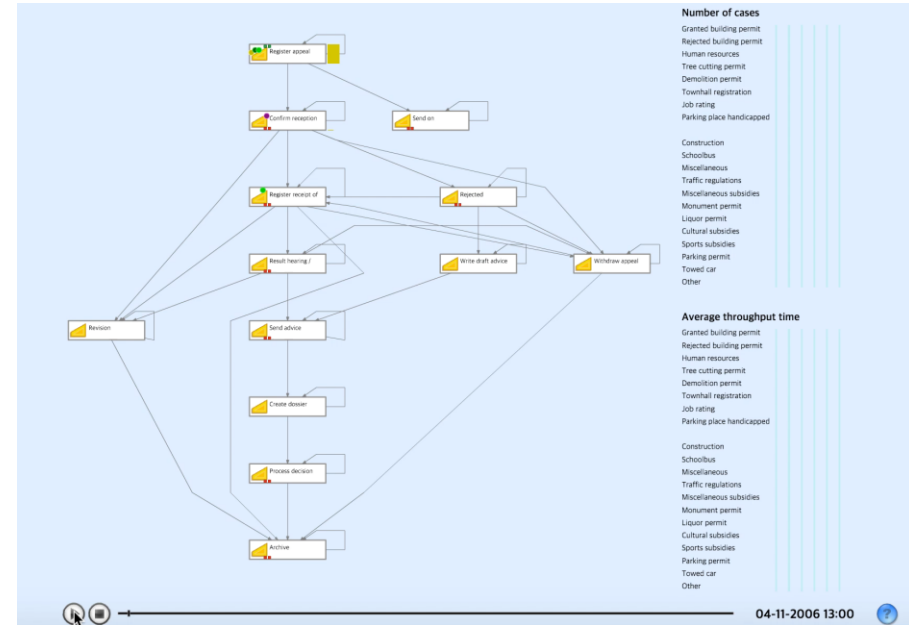 Register appeal
Confirm reception
Send on
Register receipt of
Rejected
Result hearing /
Write draft advice
Withdraw appeal
Revision
Send advice
Create dossier
Process decision
Archive
Number of cases
Granted building permit
Rejected building permit
Human resources
Tree cutting permit
Demolition permit
Townhall registration
Job rating
Parking place handicapped
Construction
Schoolbus
Miscellaneous
Traffic regulations
Miscellaneous subsidies
Monument permit
Liquor permit
Cultural subsidies
Sports subsidies
Parking permit
Towed car
Other
Average throughput time
Granted building permit
Rejected building permit
Human resources
Tree cutting permit
Demolition permit
Townhall registration
Job rating
Parking place handicapped
Construction
Schoolbus
Miscellaneous
Traffic regulations
Miscellaneous subsidies
Monument permit
Liquor permit
Cultural subsidies
Sports subsidies
Parking permit
Towed car
Other
04-11-2006 13:00
?